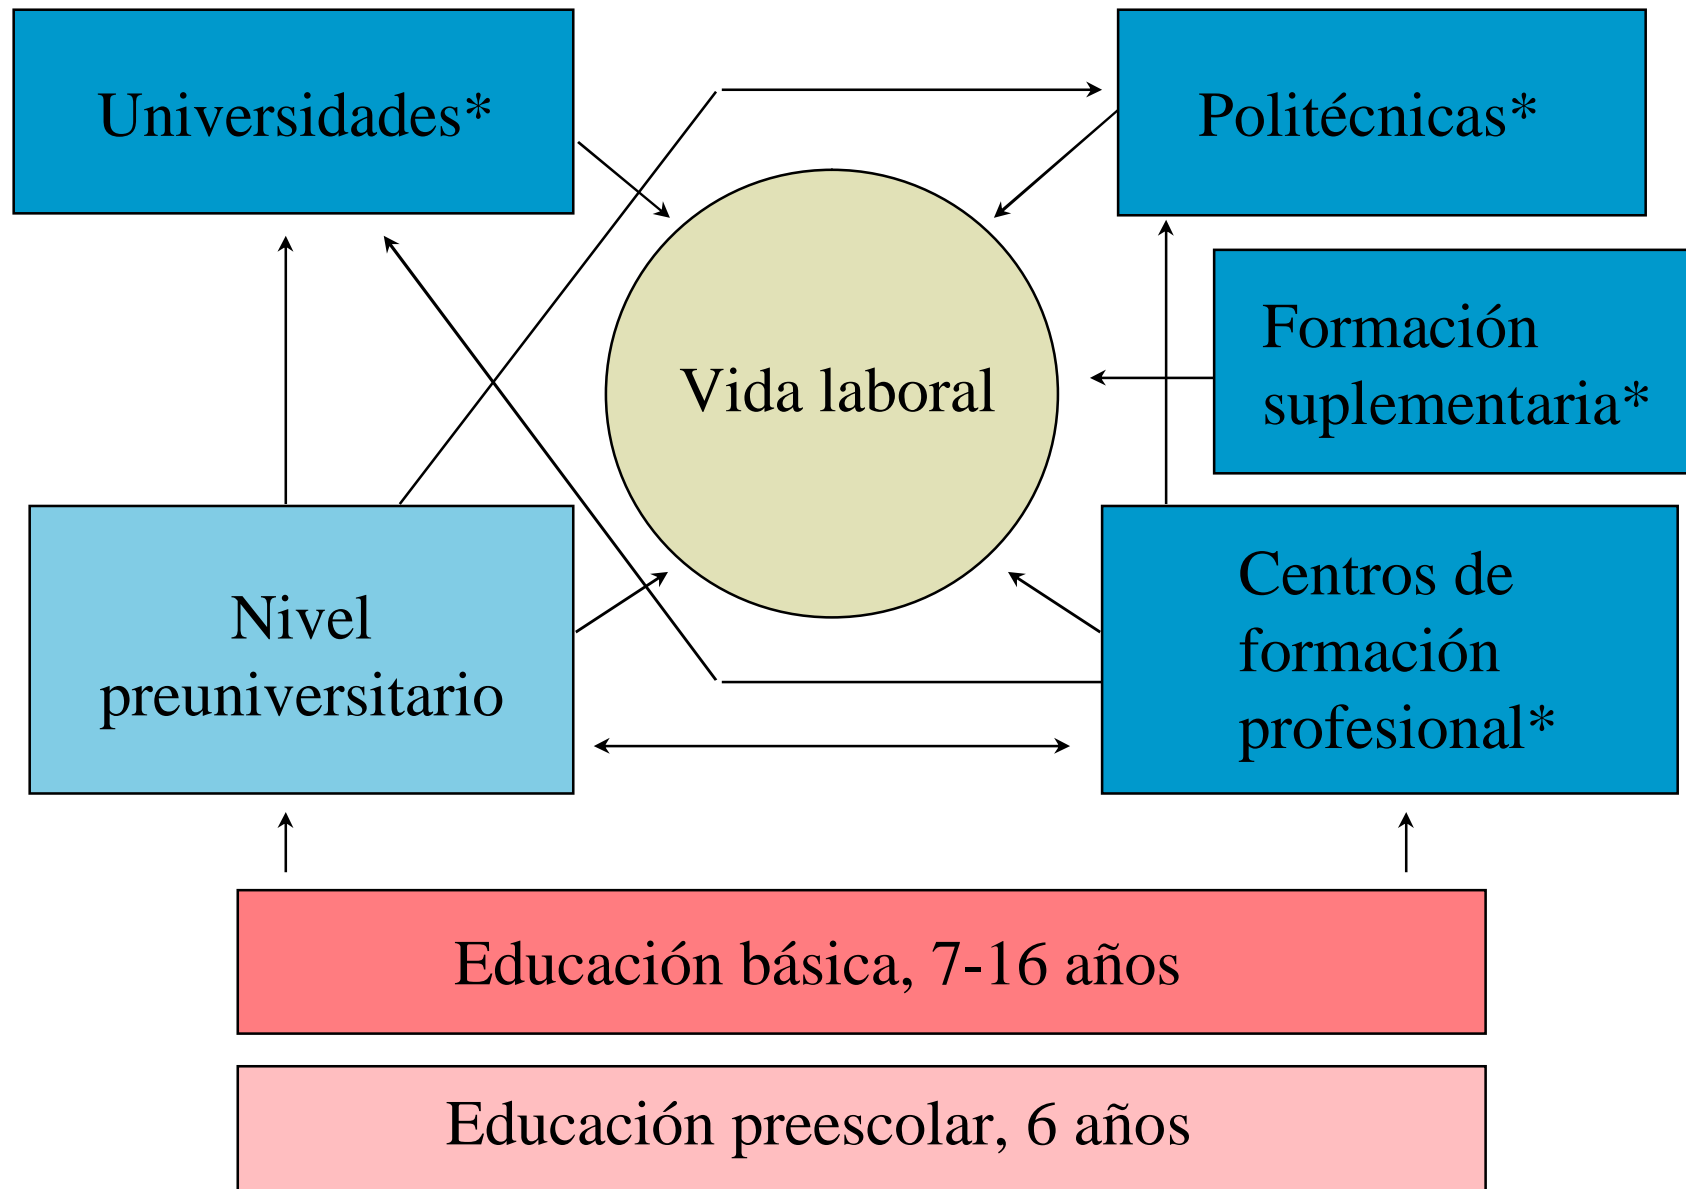 Universidades*
Politécnicas*
Formación
suplementaria*
Vida laboral
Nivel
preuniversitario
Centros de
formación
profesional*
Educación básica, 7-16 años
Educación preescolar, 6 años